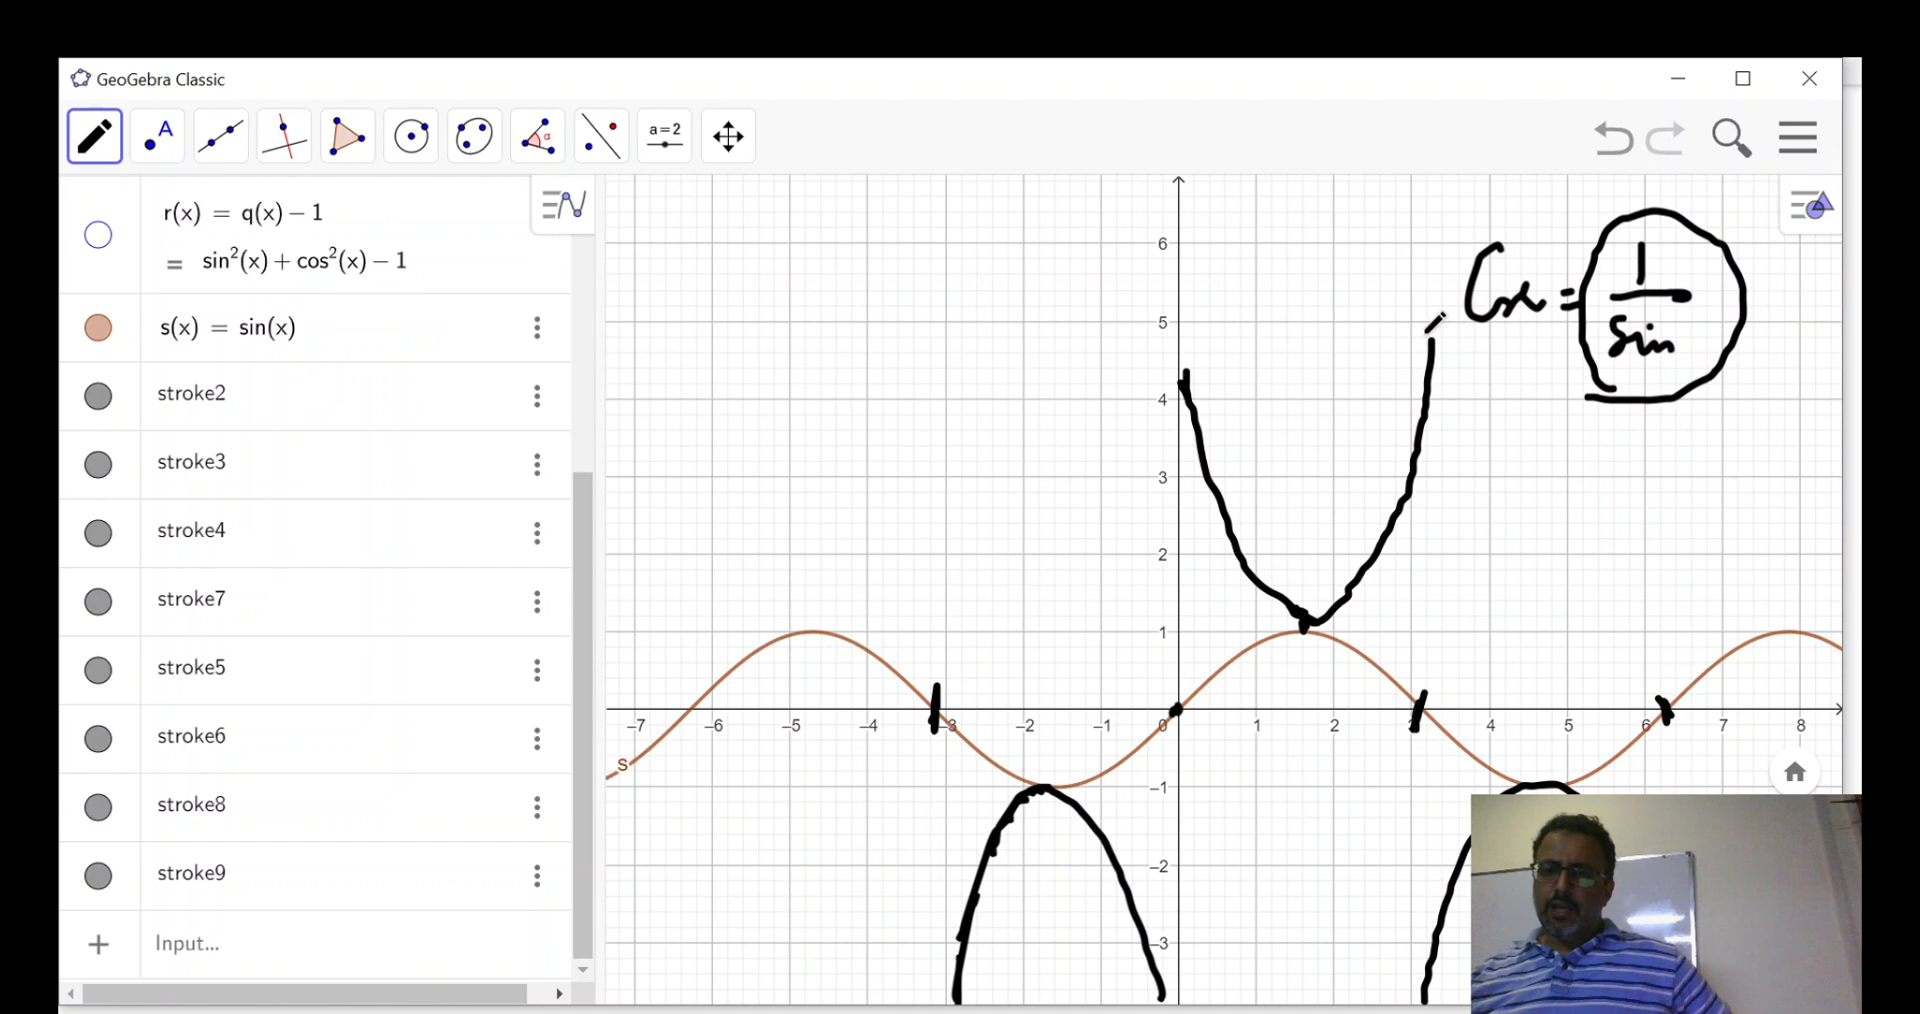 GeoGebra Classic
A
α
a=2
r(x) = q(x) − 1
= sin²(x) + cos²(x) − 1
s(x) = sin(x)
stroke2
stroke3
stroke4
stroke7
stroke5
stroke6
stroke8
stroke9
Input...
6
5
4
3
2
1
−7 −6 −5 −4 −3 −2 −1 0 1 2 3 4 5 6 7 8
−1
−2
−3
s
= 1
sin